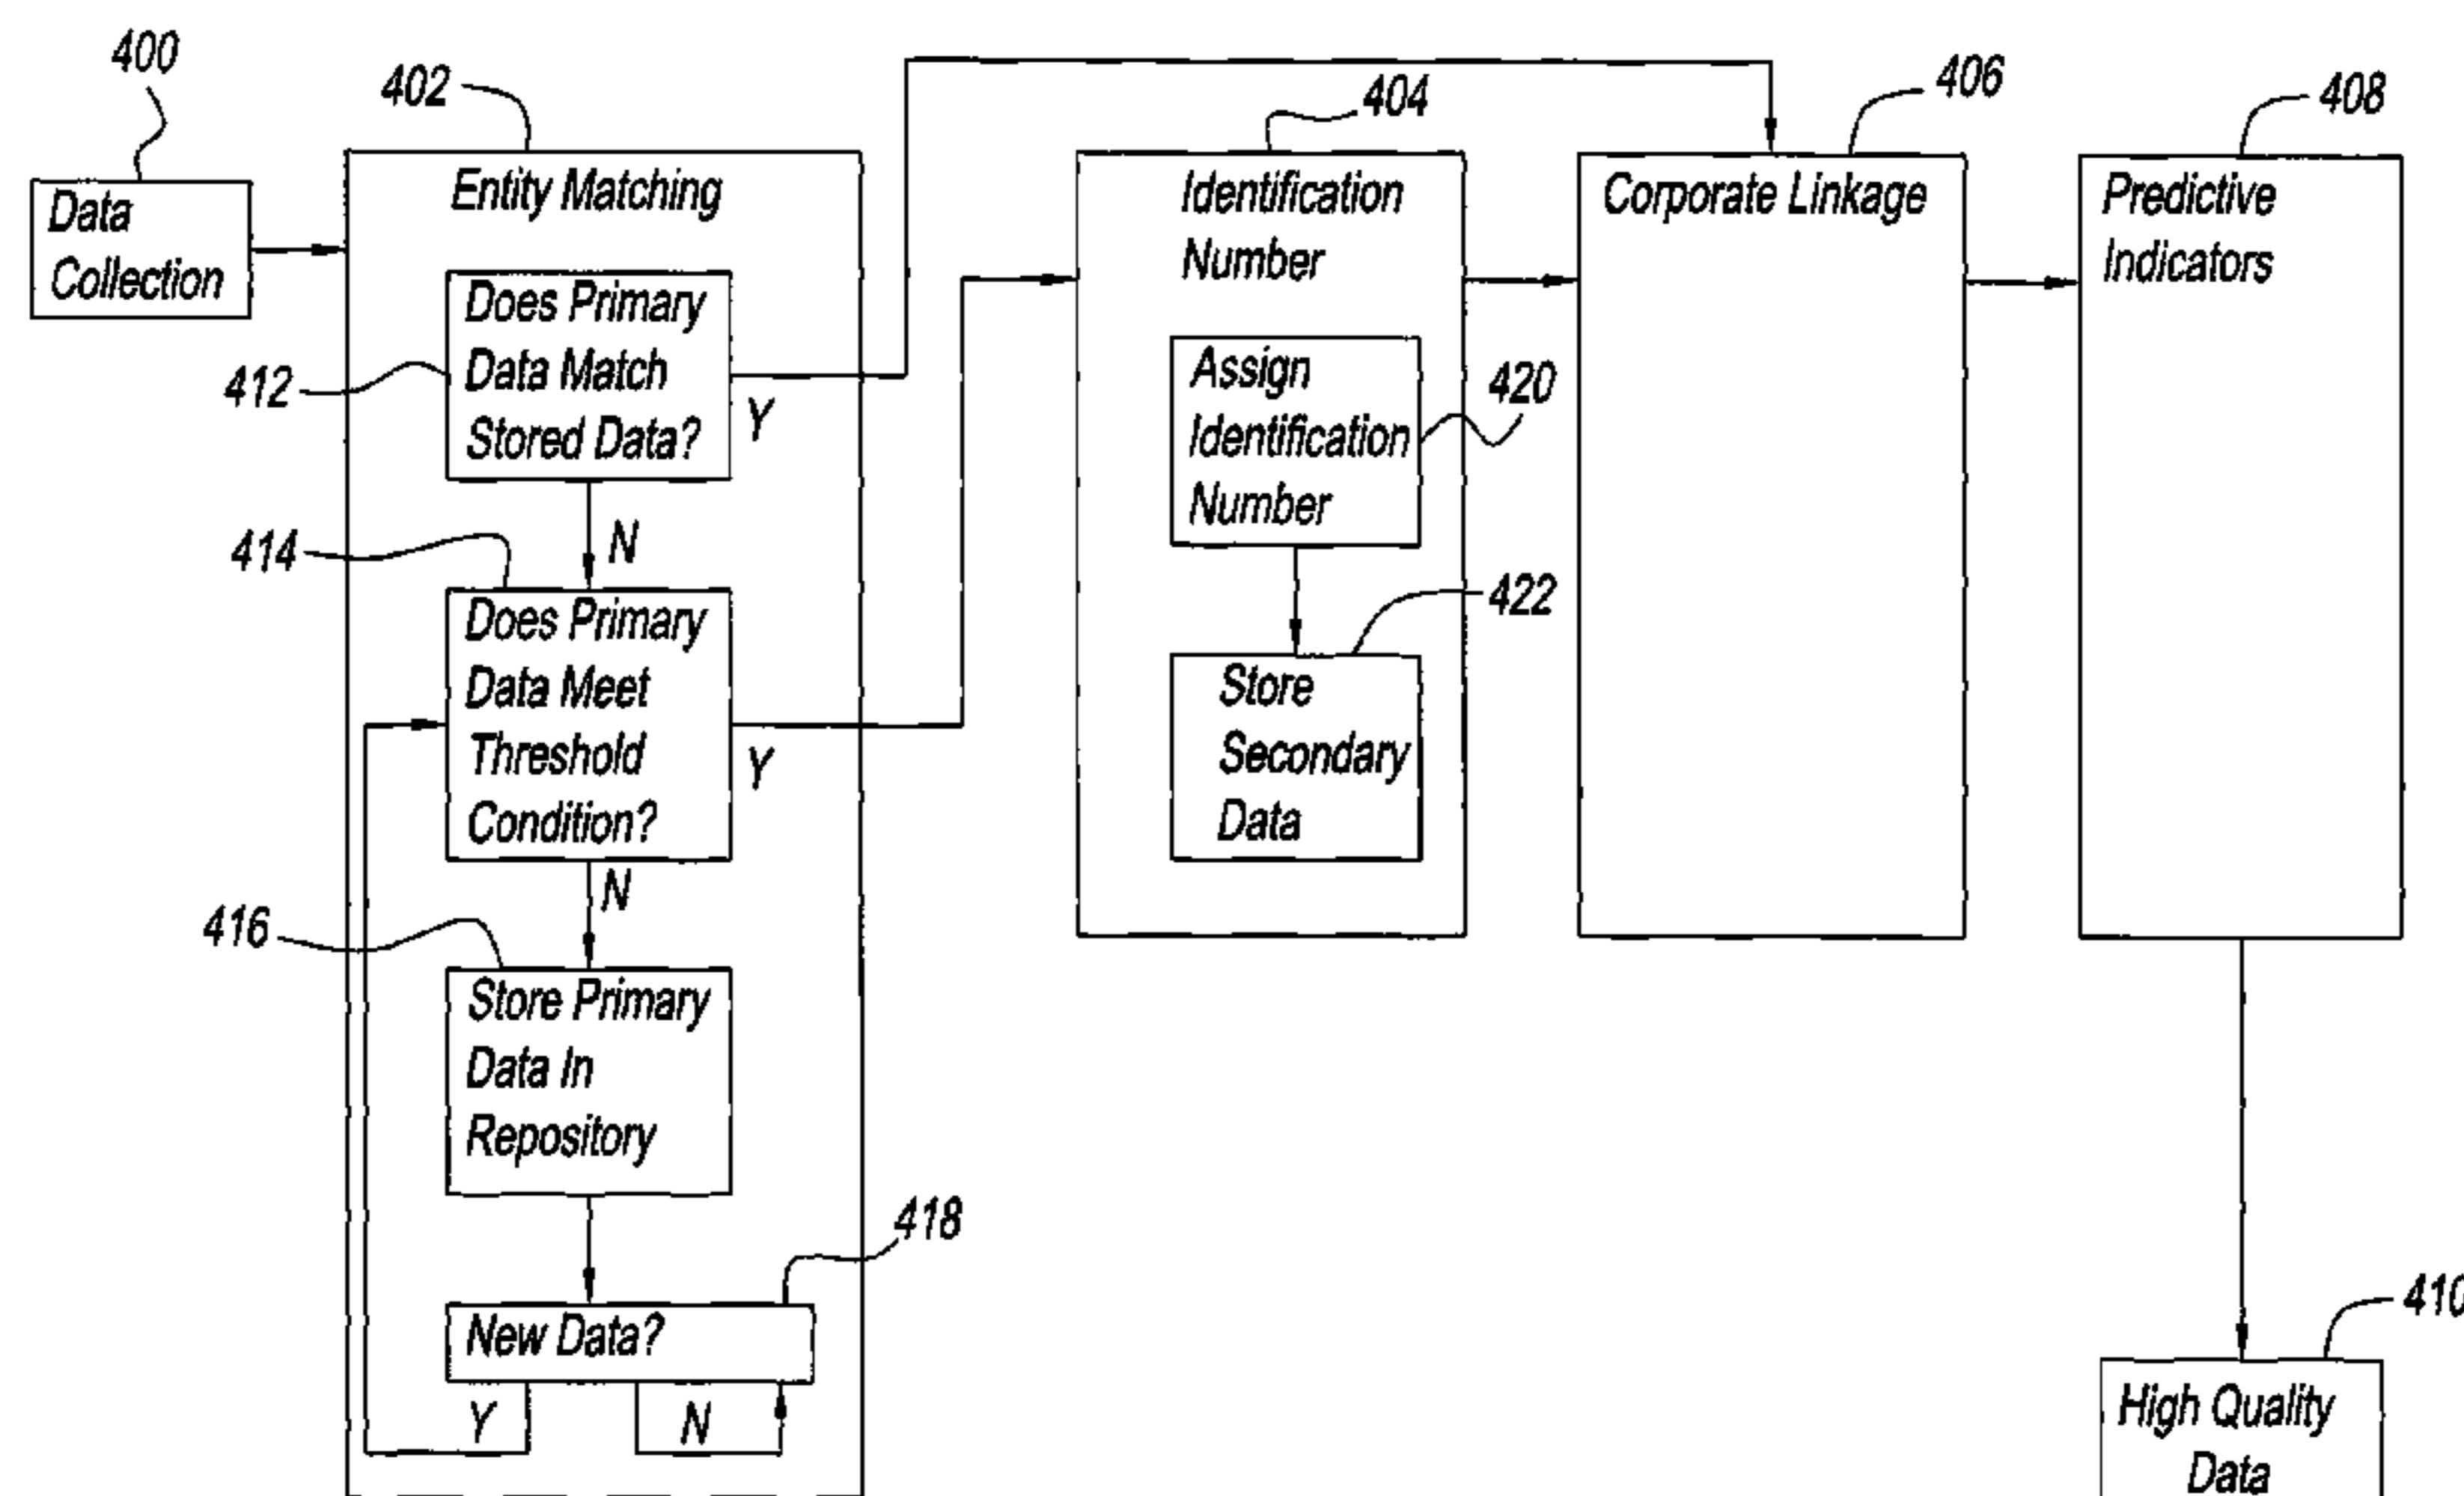 400
402
404
406
408
Data
Collection
Entity Matching
Does Primary
Data Match
Stored Data?
412
Y
N
414
Does Primary
Data Meet
Threshold
Condition?
Y
N
416
Store Primary
Data In
Repository
418
New Data?
Y
N
Identification
Number
Assign
Identification
Number
420
422
Store
Secondary
Data
Corporate Linkage
Predictive
Indicators
410
High Quality
Data